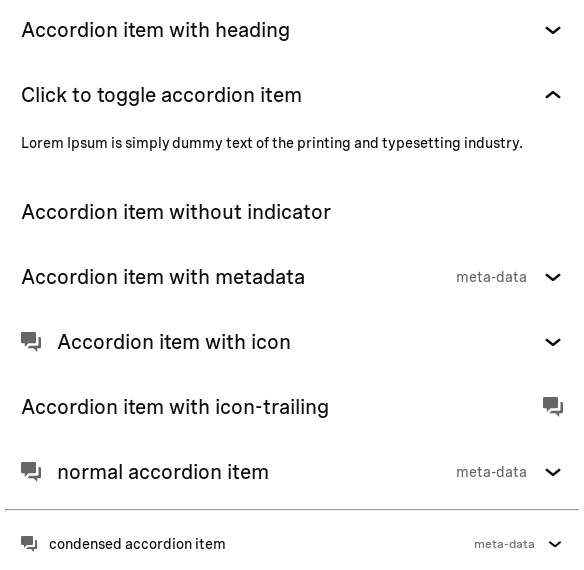 Accordion item with heading
Click to toggle accordion item
Lorem Ipsum is simply dummy text of the printing and typesetting industry.
Accordion item without indicator
Accordion item with metadata meta-data
Accordion item with icon
Accordion item with icon-trailing
normal accordion item meta-data
condensed accordion item meta-data